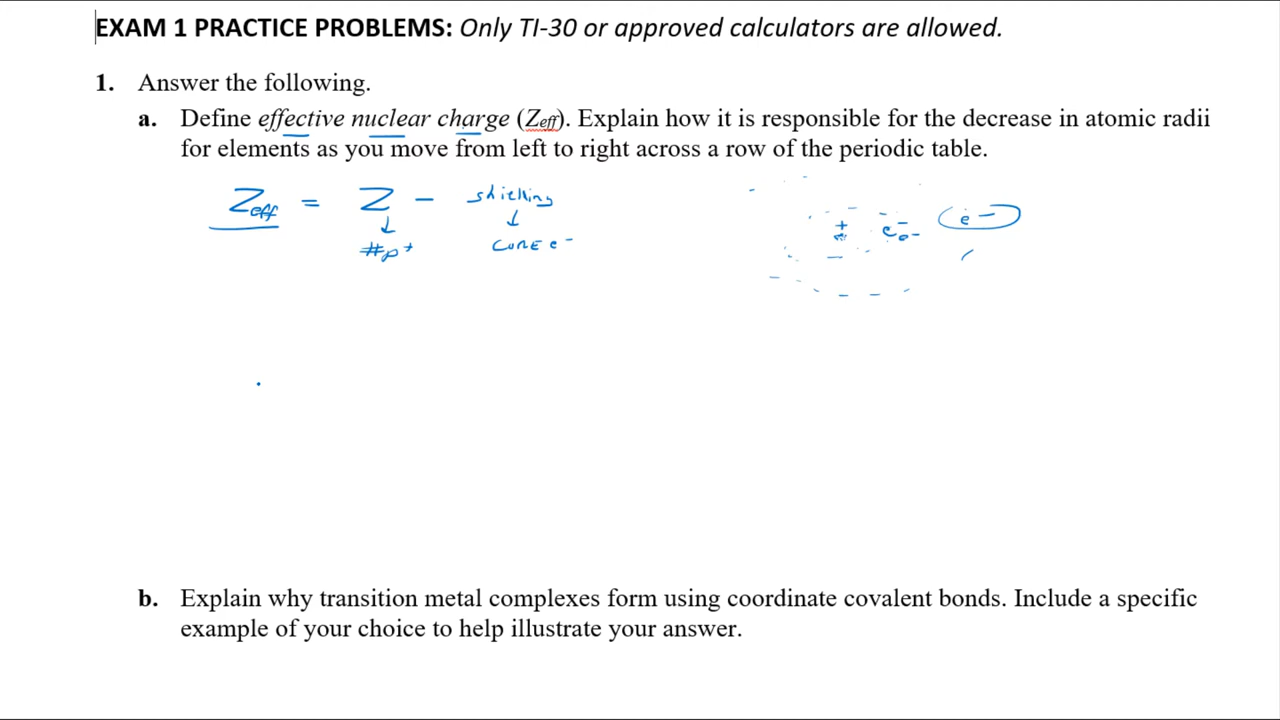 EXAM 1 PRACTICE PROBLEMS: Only TI-30 or approved calculators are allowed.
1. Answer the following.
a. Define effective nuclear charge (Zeff). Explain how it is responsible for the decrease in atomic radii
for elements as you move from left to right across a row of the periodic table.
Zeff = Z - shielding
↓ ↓
#p+ CORE e-
+ e- e-
b. Explain why transition metal complexes form using coordinate covalent bonds. Include a specific
example of your choice to help illustrate your answer.